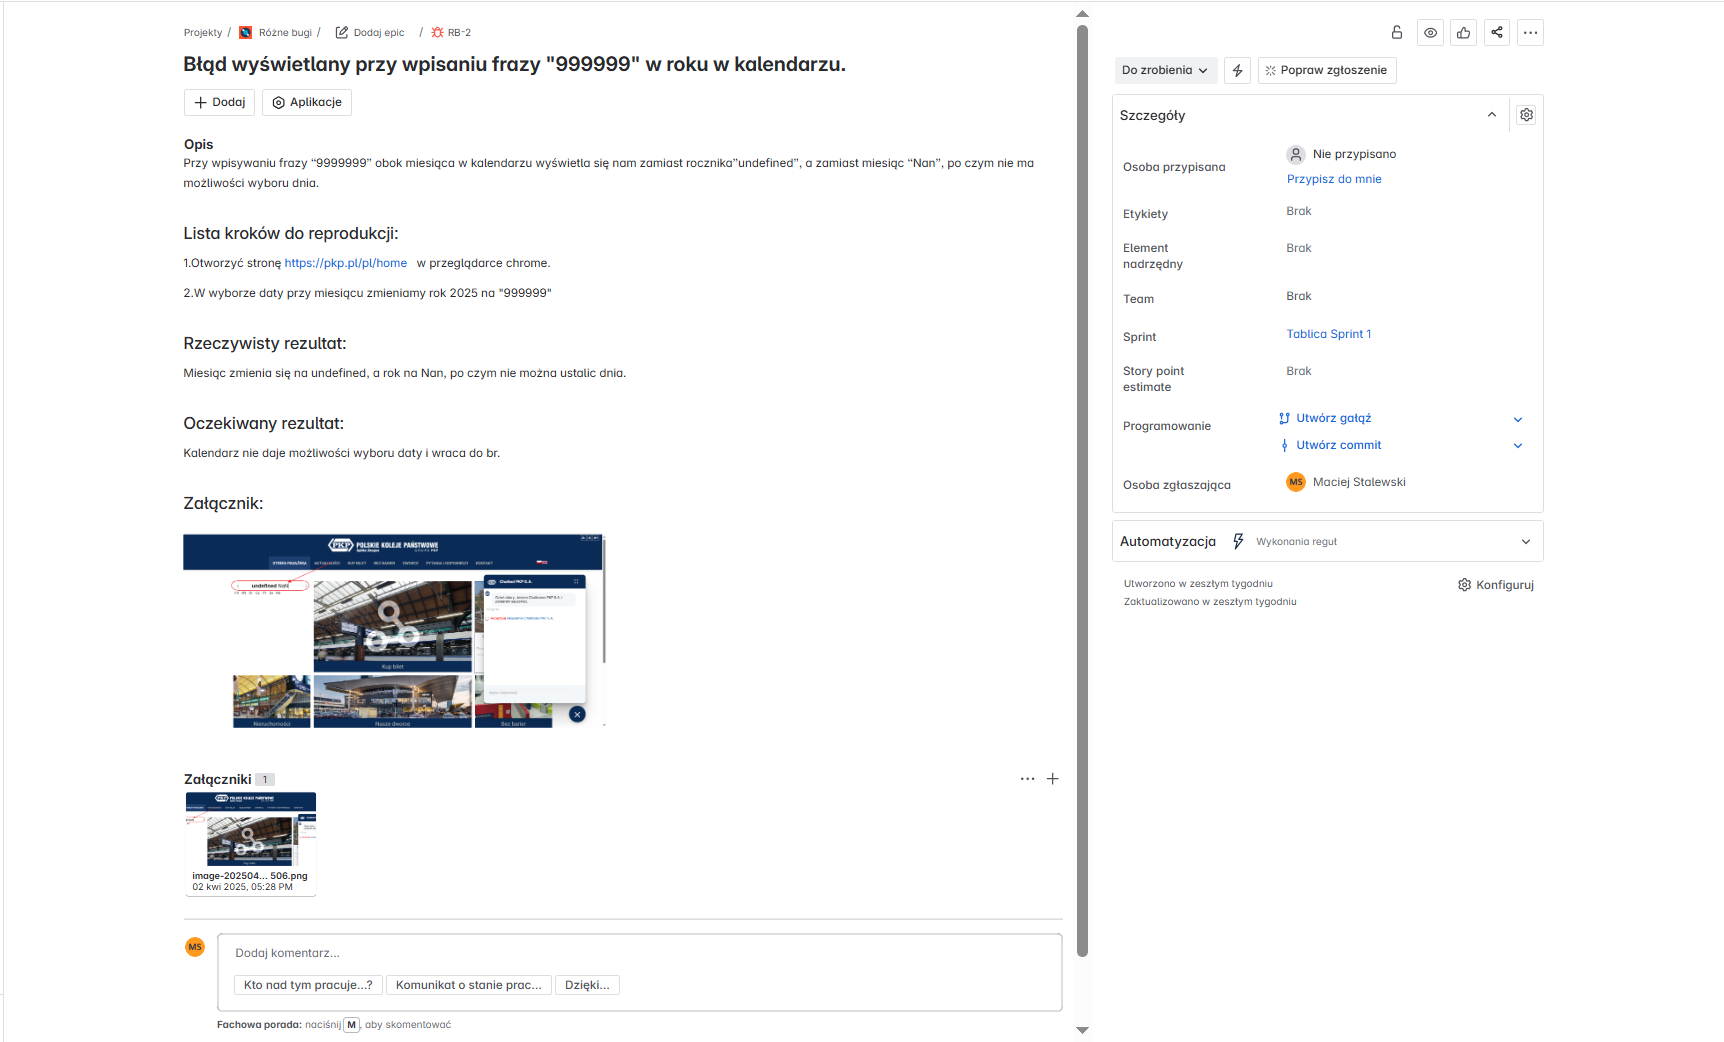 Projekty / Różne bugi / Dodaj epic / RB-2
Błąd wyświetlany przy wpisaniu frazy "999999" w roku w kalendarzu.
Dodaj
Aplikacje
Opis
Przy wpisywaniu frazy “9999999” obok miesiąca w kalendarzu wyświetla się nam zamiast rocznika”undefined”, a zamiast miesiąc “Nan”, po czym nie ma
możliwości wyboru dnia.
Lista kroków do reprodukcji:
1.Otworzyć stronę https://pkp.pl/pl/home w przeglądarce chrome.
2.W wyborze daty przy miesiącu zmieniamy rok 2025 na "999999"
Rzeczywisty rezultat:
Miesiąc zmienia się na undefined, a rok na Nan, po czym nie można ustalic dnia.
Oczekiwany rezultat:
Kalendarz nie daje możliwości wyboru daty i wraca do br.
Załącznik:
PKP POLSKIE KOLEJE PAŃSTWOWE
undefined NaN
Chatbot PKP S.A.
Kup bilet
Nieruchomości
Nasze dworce
Bez barier
Załączniki 1
image-202504... 506.png
02 kwi 2025, 05:28 PM
MS
Dodaj komentarz...
Kto nad tym pracuje...?
Komunikat o stanie prac...
Dzięki...
Fachowa porada: naciśnij M, aby skomentować
Do zrobienia
Popraw zgłoszenie
Szczegóły
Osoba przypisana
Nie przypisano
Przypisz do mnie
Etykiety
Brak
Element
nadrzędny
Brak
Team
Brak
Sprint
Tablica Sprint 1
Story point
estimate
Brak
Programowanie
Utwórz gałąź
Utwórz commit
Osoba zgłaszająca
MS Maciej Stalewski
Automatyzacja
Wykonania reguł
Utworzono w zeszłym tygodniu
Zaktualizowano w zeszłym tygodniu
Konfiguruj